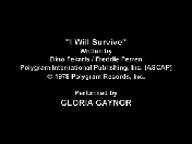 "I Will Survive"
Written by
Dino Fekaris / Freddie Perren
Polygram International Publishing, Inc. (ASCAP)
© 1978 Polygram Records, Inc.
Performed by
GLORIA GAYNOR